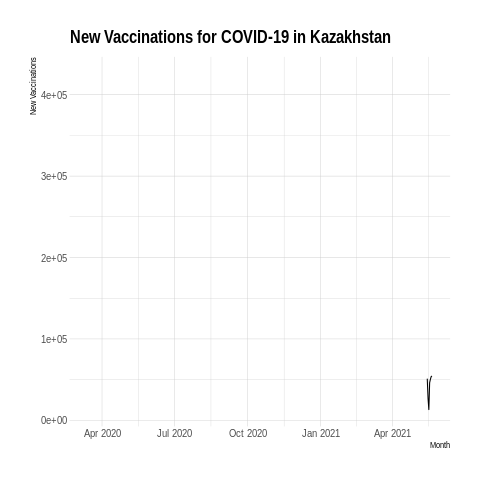 New Vaccinations for COVID-19 in Kazakhstan
New Vaccinations
4e+05
3e+05
2e+05
1e+05
0e+00
Apr 2020 Jul 2020 Oct 2020 Jan 2021 Apr 2021
Month